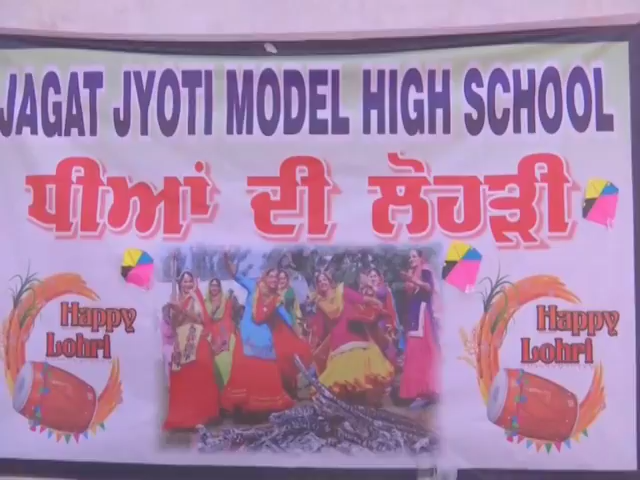 JAGAT JYOTI MODEL HIGH SCHOOL
ਧੀਆਂ ਦੀ ਲੋਹੜੀ
Happy
Lohri
Happy
Lohri